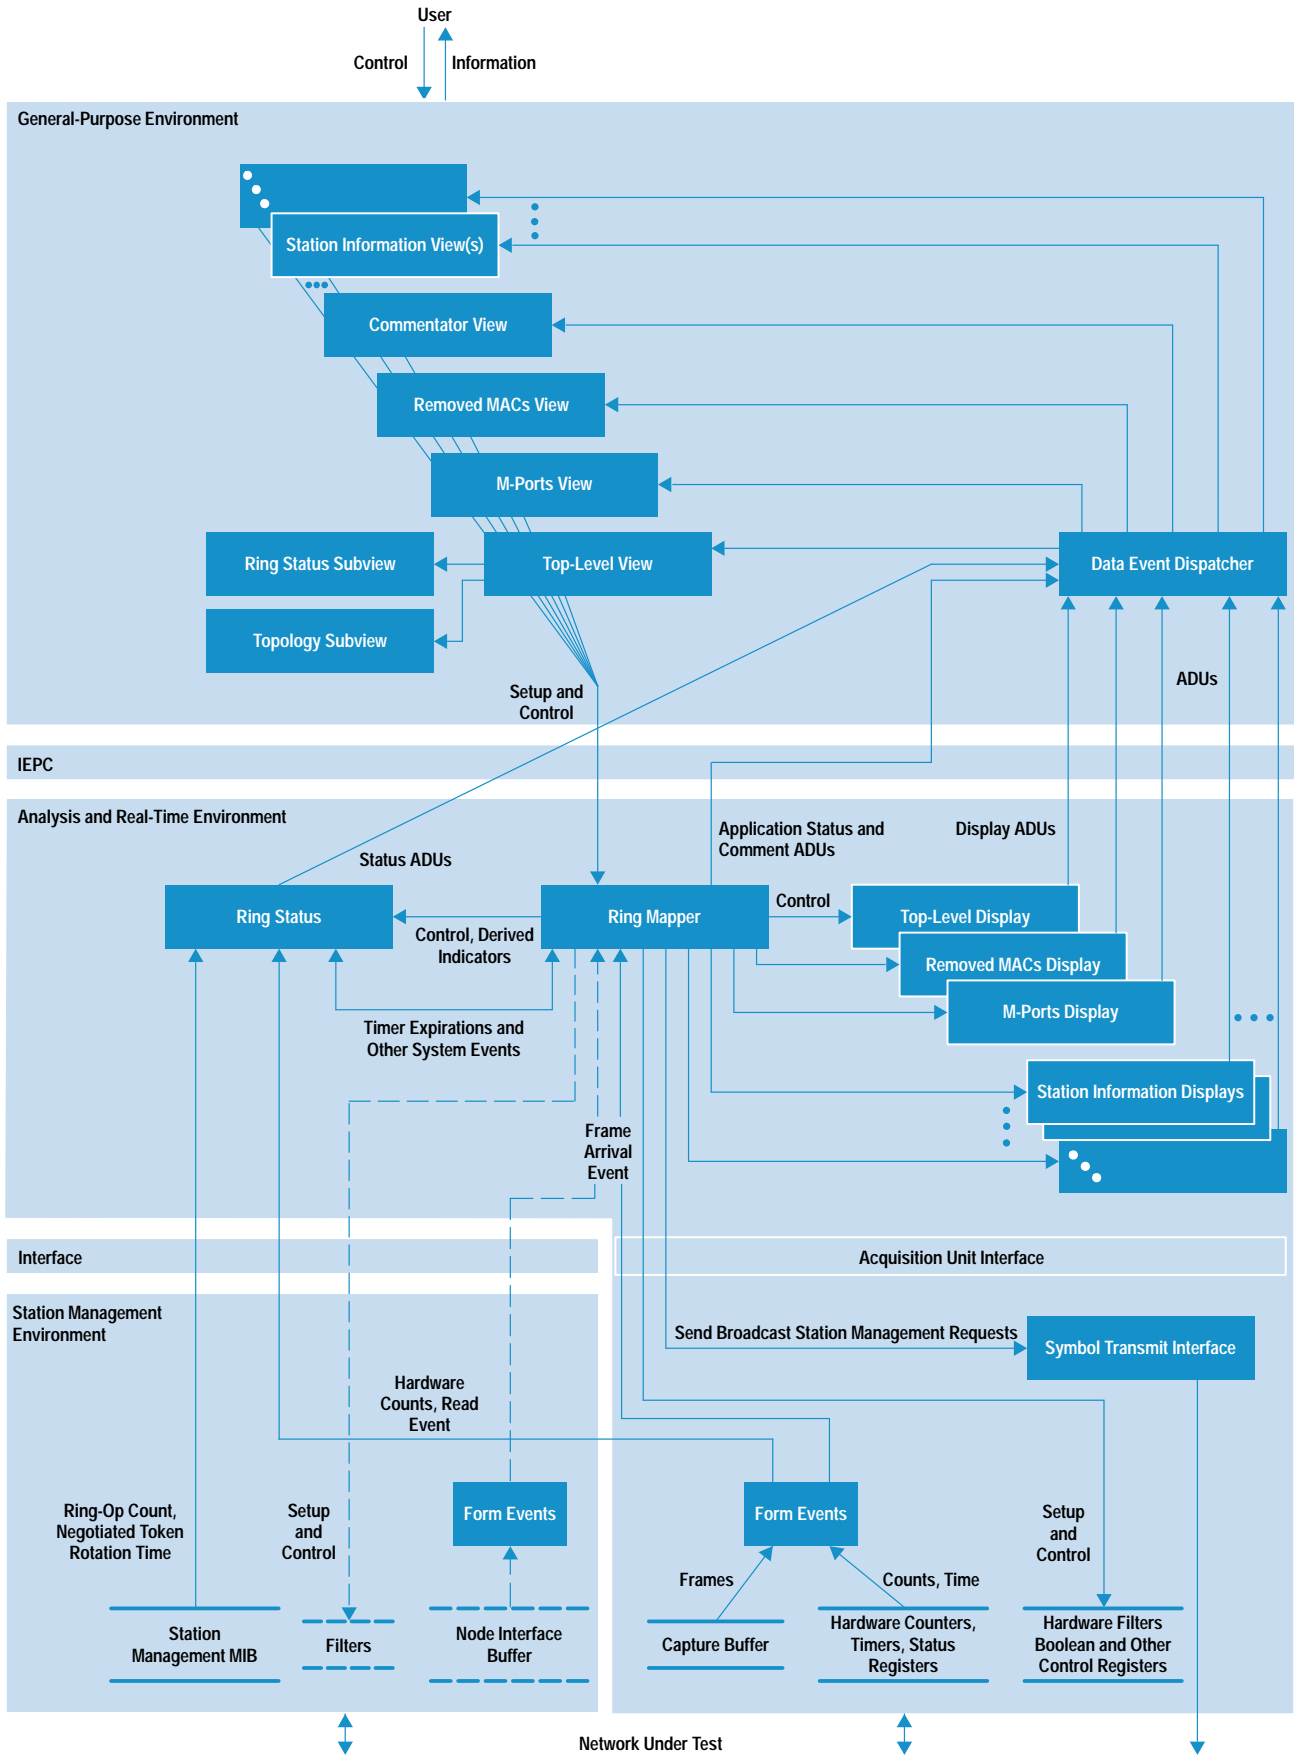 User
Control
Information
General-Purpose Environment
Station Information View(s)
Commentator View
Removed MACs View
M-Ports View
Ring Status Subview
Top-Level View
Data Event Dispatcher
Topology Subview
Setup and
Control
ADUs
IEPC
Analysis and Real-Time Environment
Status ADUs
Application Status and
Comment ADUs
Display ADUs
Ring Status
Control, Derived
Indicators
Ring Mapper
Control
Top-Level Display
Removed MACs Display
M-Ports Display
Timer Expirations and
Other System Events
Station Information Displays
Frame
Arrival
Event
Interface
Acquisition Unit Interface
Station Management
Environment
Send Broadcast Station Management Requests
Symbol Transmit Interface
Hardware
Counts, Read
Event
Ring-Op Count,
Negotiated Token
Rotation Time
Setup
and
Control
Form Events
Form Events
Setup
and
Control
Frames
Counts, Time
Station
Management MIB
Filters
Node Interface
Buffer
Capture Buffer
Hardware Counters,
Timers, Status
Registers
Hardware Filters
Boolean and Other
Control Registers
Network Under Test